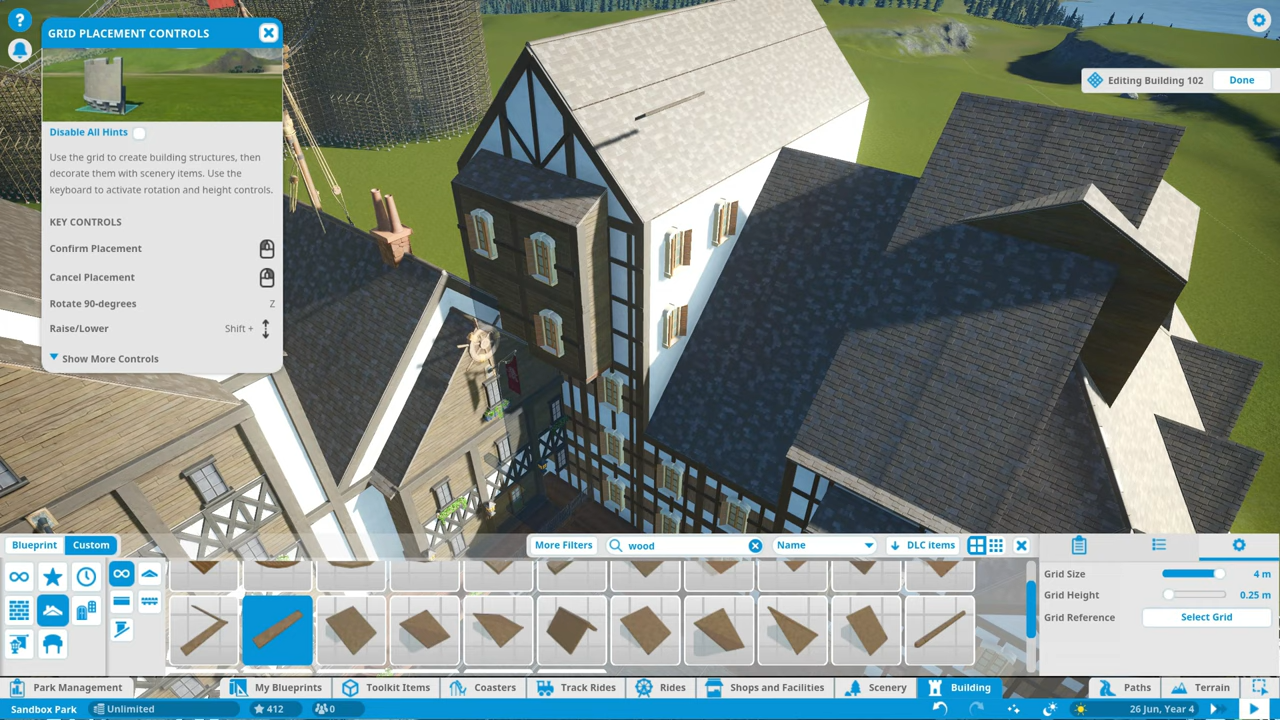 ?
GRID PLACEMENT CONTROLS
Disable All Hints
Use the grid to create building structures, then
decorate them with scenery items. Use the
keyboard to activate rotation and height controls.
KEY CONTROLS
Confirm Placement
Cancel Placement
Rotate 90-degrees Z
Raise/Lower Shift +
Show More Controls
Editing Building 102 Done
Blueprint Custom More Filters wood Name DLC items
Grid Size 4 m
Grid Height 0.25 m
Grid Reference Select Grid
Park Management My Blueprints Toolkit Items Coasters Track Rides Rides Shops and Facilities Scenery Building Paths Terrain
Sandbox Park Unlimited 412 0 26 Jun, Year 4